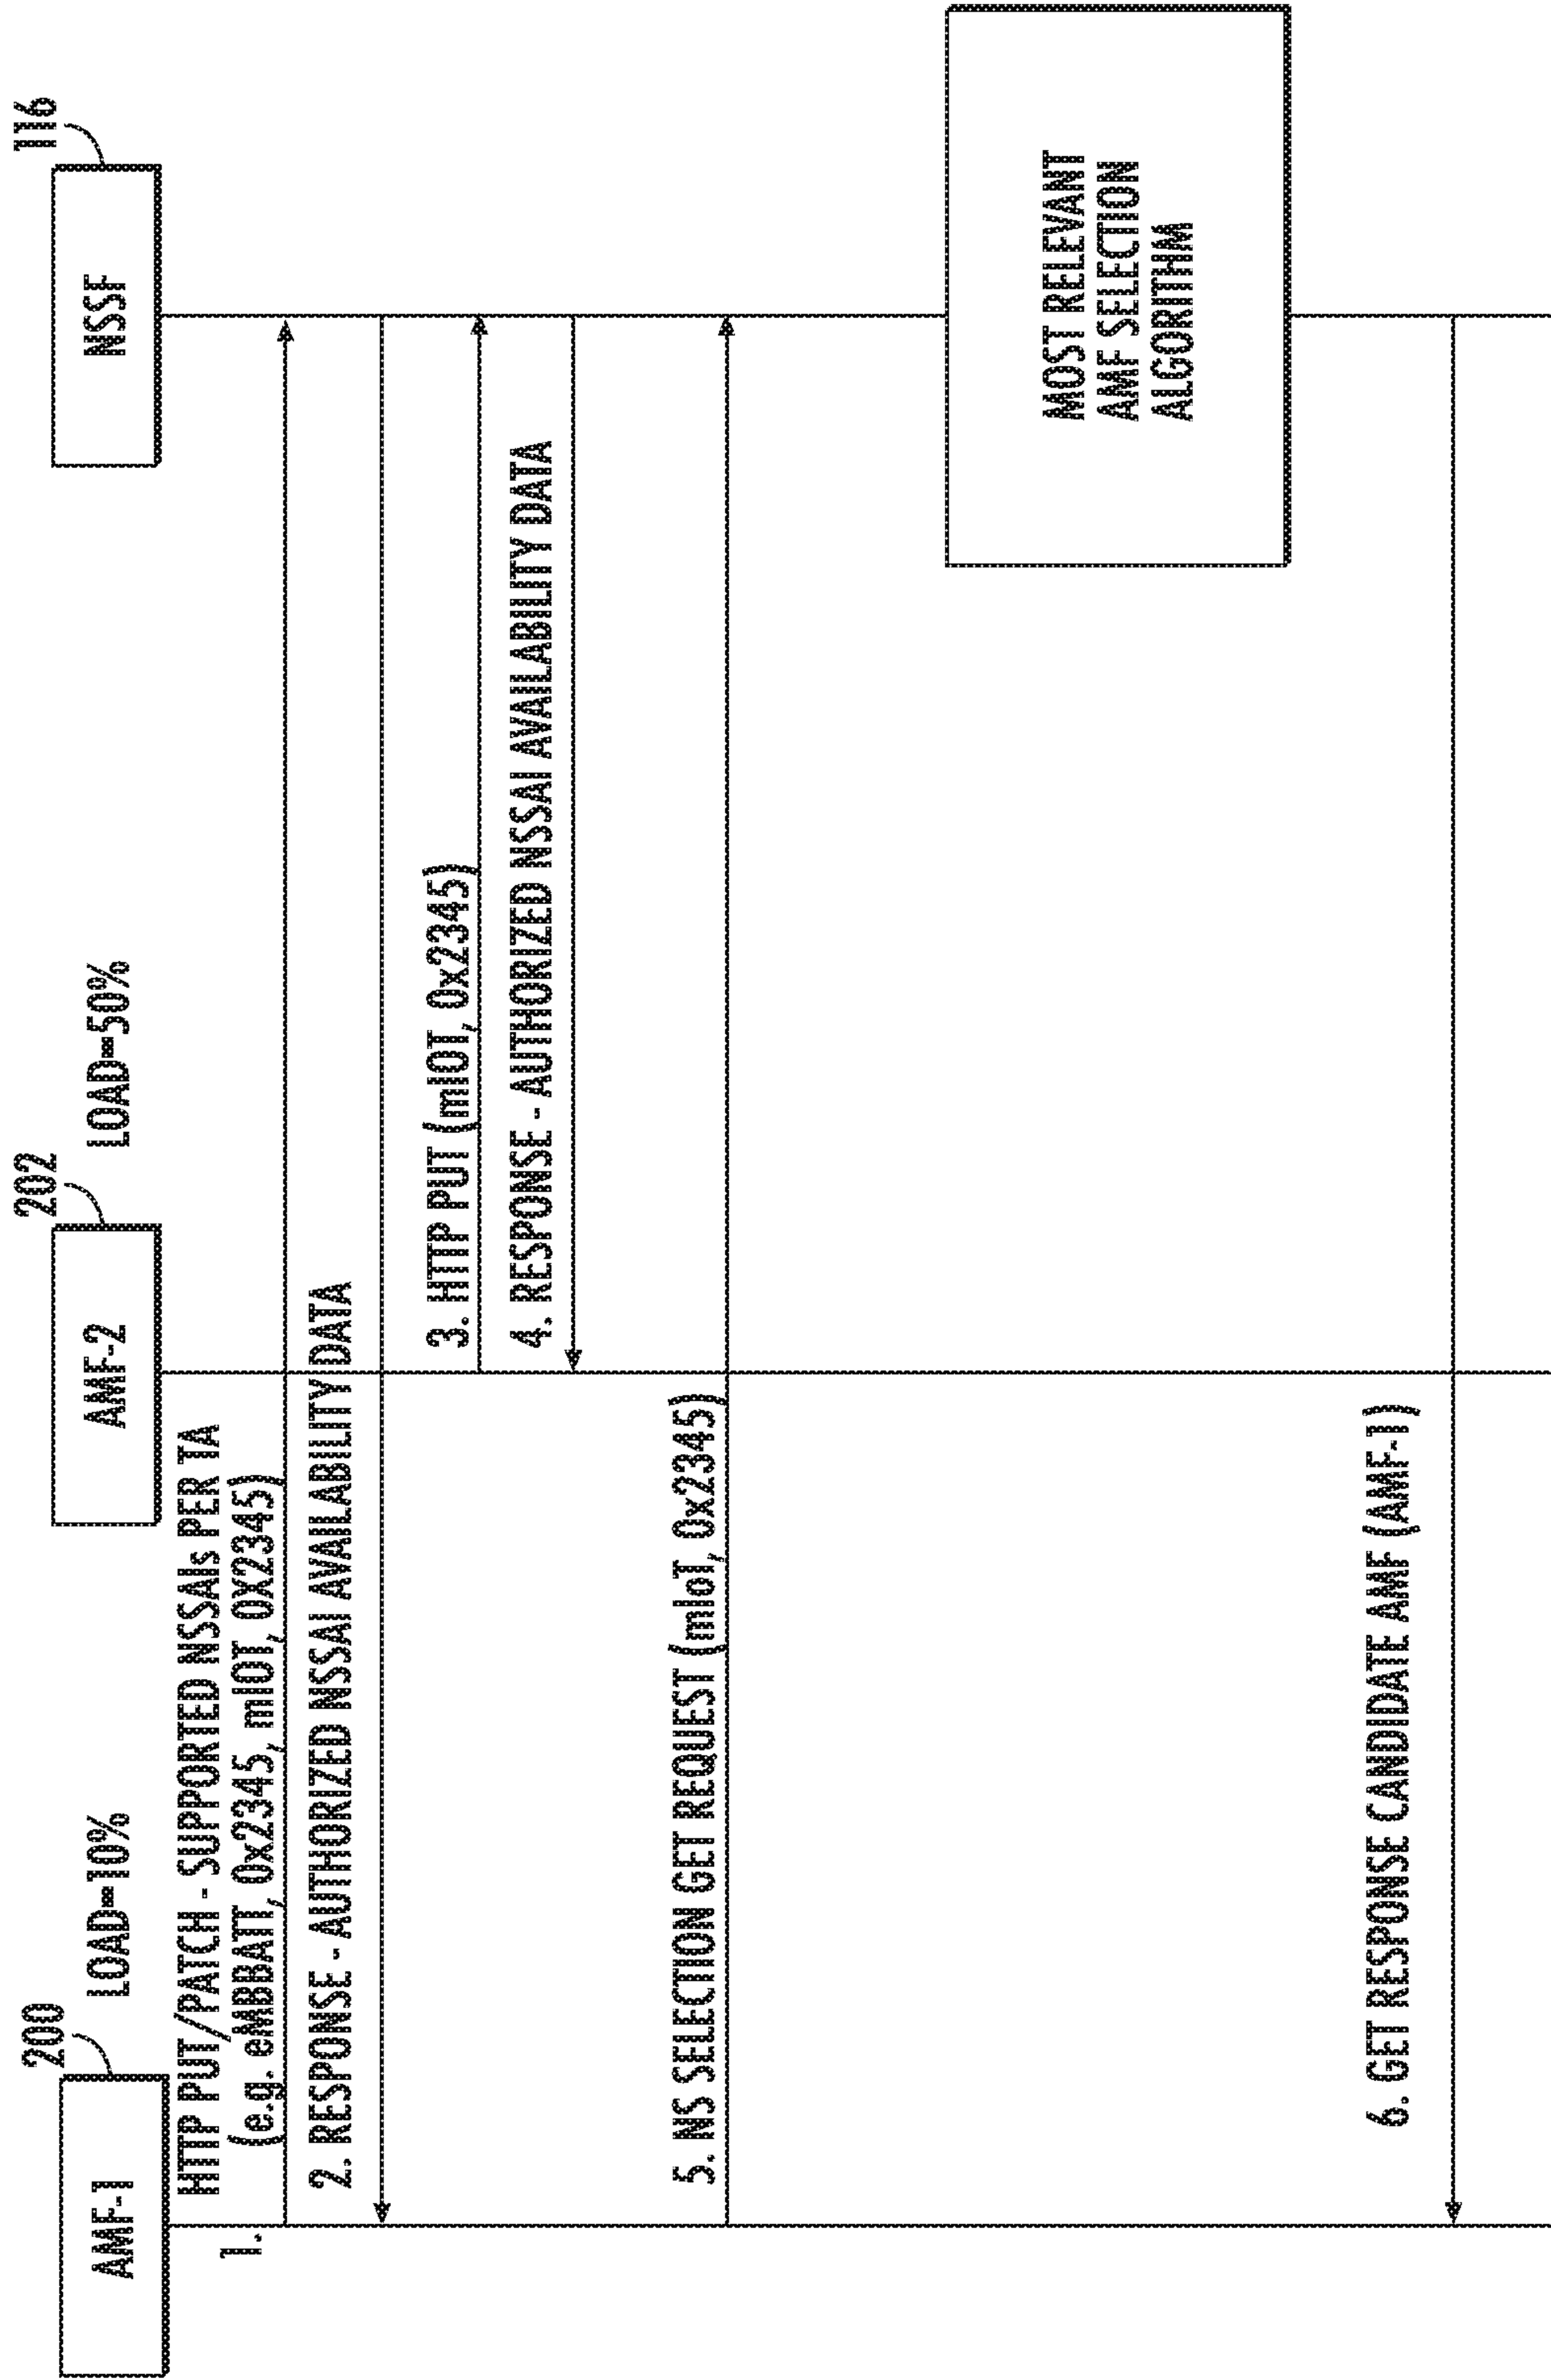 200
AMF-1
LOAD=10%
202
AMF-2
LOAD=50%
116
NSSF
1.
HTTP PUT/PATCH - SUPPORTED NSSAIs PER TA
(e.g. eMBBATT, 0x2345, mIOT, 0X2345)
2. RESPONSE - AUTHORIZED NSSAI AVAILABILITY DATA
3. HTTP PUT (mIOT, 0x2345)
4. RESPONSE - AUTHORIZED NSSAI AVAILABILITY DATA
5. NS SELECTION GET REQUEST (mIoT, 0x2345)
MOST RELEVANT
AMF SELECTION
ALGORITHM
6. GET RESPONSE CANDIDATE AMF (AMF-1)